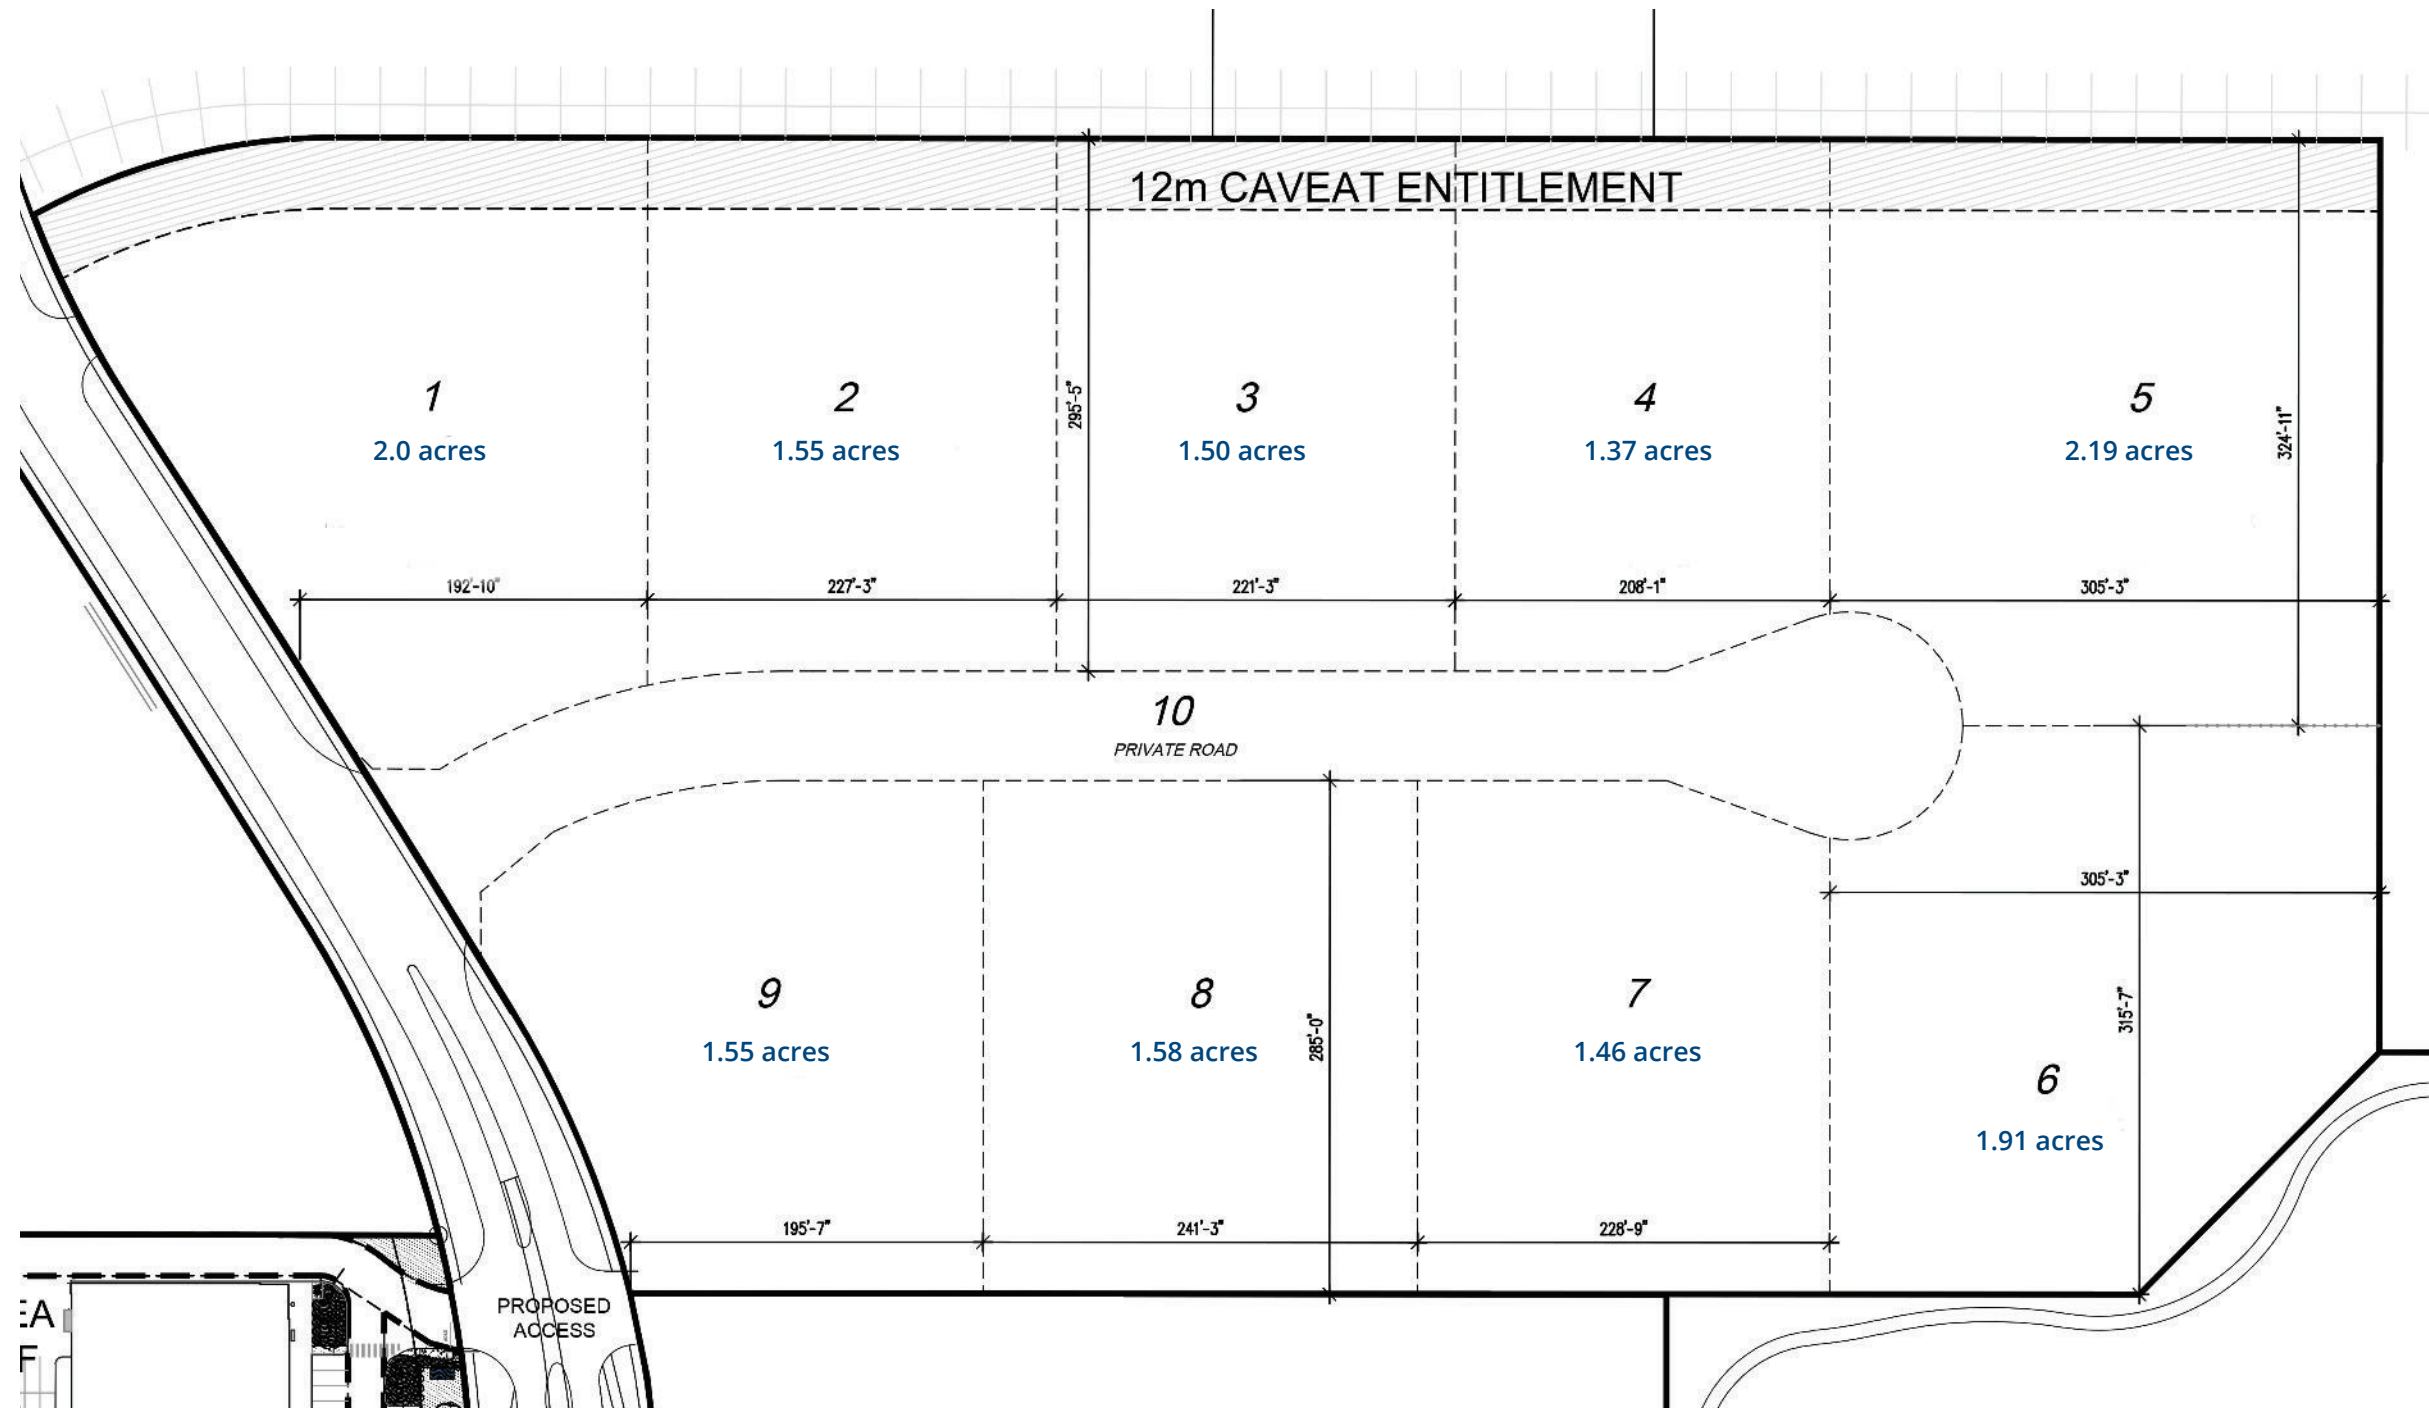 12m CAVEAT ENTITLEMENT
1
2.0 acres
2
1.55 acres
3
1.50 acres
4
1.37 acres
5
2.19 acres
295'-5"
324'-11"
192'-10"
227'-3"
221'-3"
208'-1"
305'-3"
10
PRIVATE ROAD
305'-3"
9
1.55 acres
8
1.58 acres
7
1.46 acres
6
1.91 acres
285'-0"
315'-7"
195'-7"
241'-3"
228'-9"
PROPOSED
ACCESS
EA
F